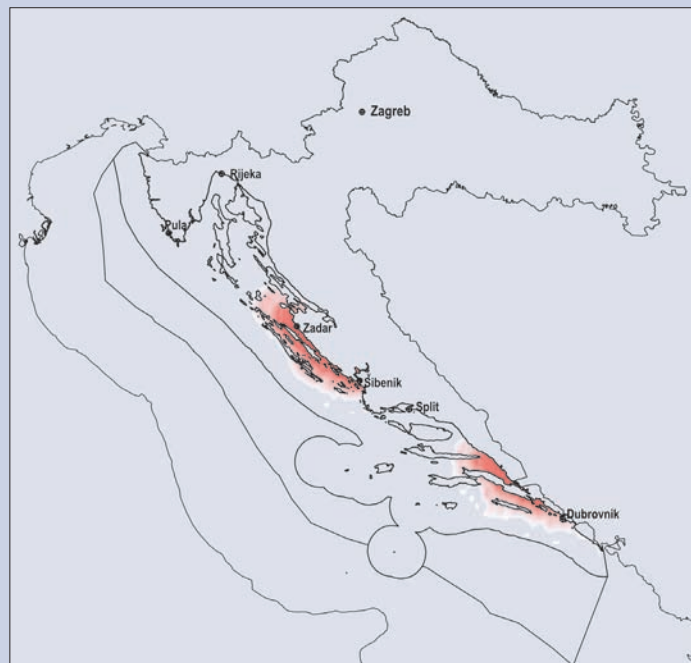 Zagreb
Rijeka
Pula
Zadar
Šibenik
Split
Dubrovnik